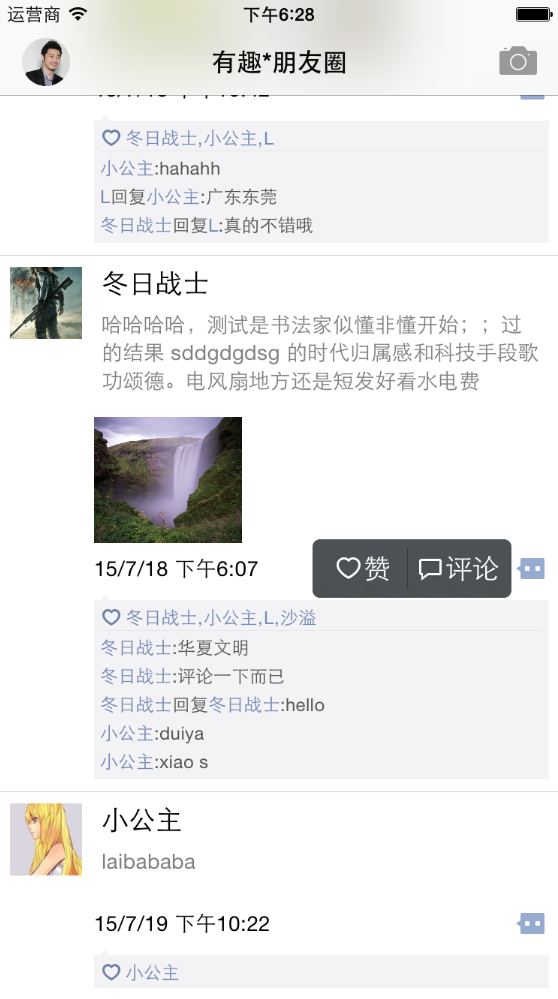 运营商
下午6:28
有趣*朋友圈
冬日战士,小公主,L
小公主:hahahh
L回复小公主:广东东莞
冬日战士回复L:真的不错哦
冬日战士
哈哈哈哈，测试是书法家似懂非懂开始；；过
的结果 sddgdgdsg 的时代归属感和科技手段歌
功颂德。电风扇地方还是短发好看水电费
15/7/18 下午6:07
赞
评论
冬日战士,小公主,L,沙溢
冬日战士:华夏文明
冬日战士:评论一下而已
冬日战士回复冬日战士:hello
小公主:duiya
小公主:xiao s
小公主
laibababa
15/7/19 下午10:22
小公主